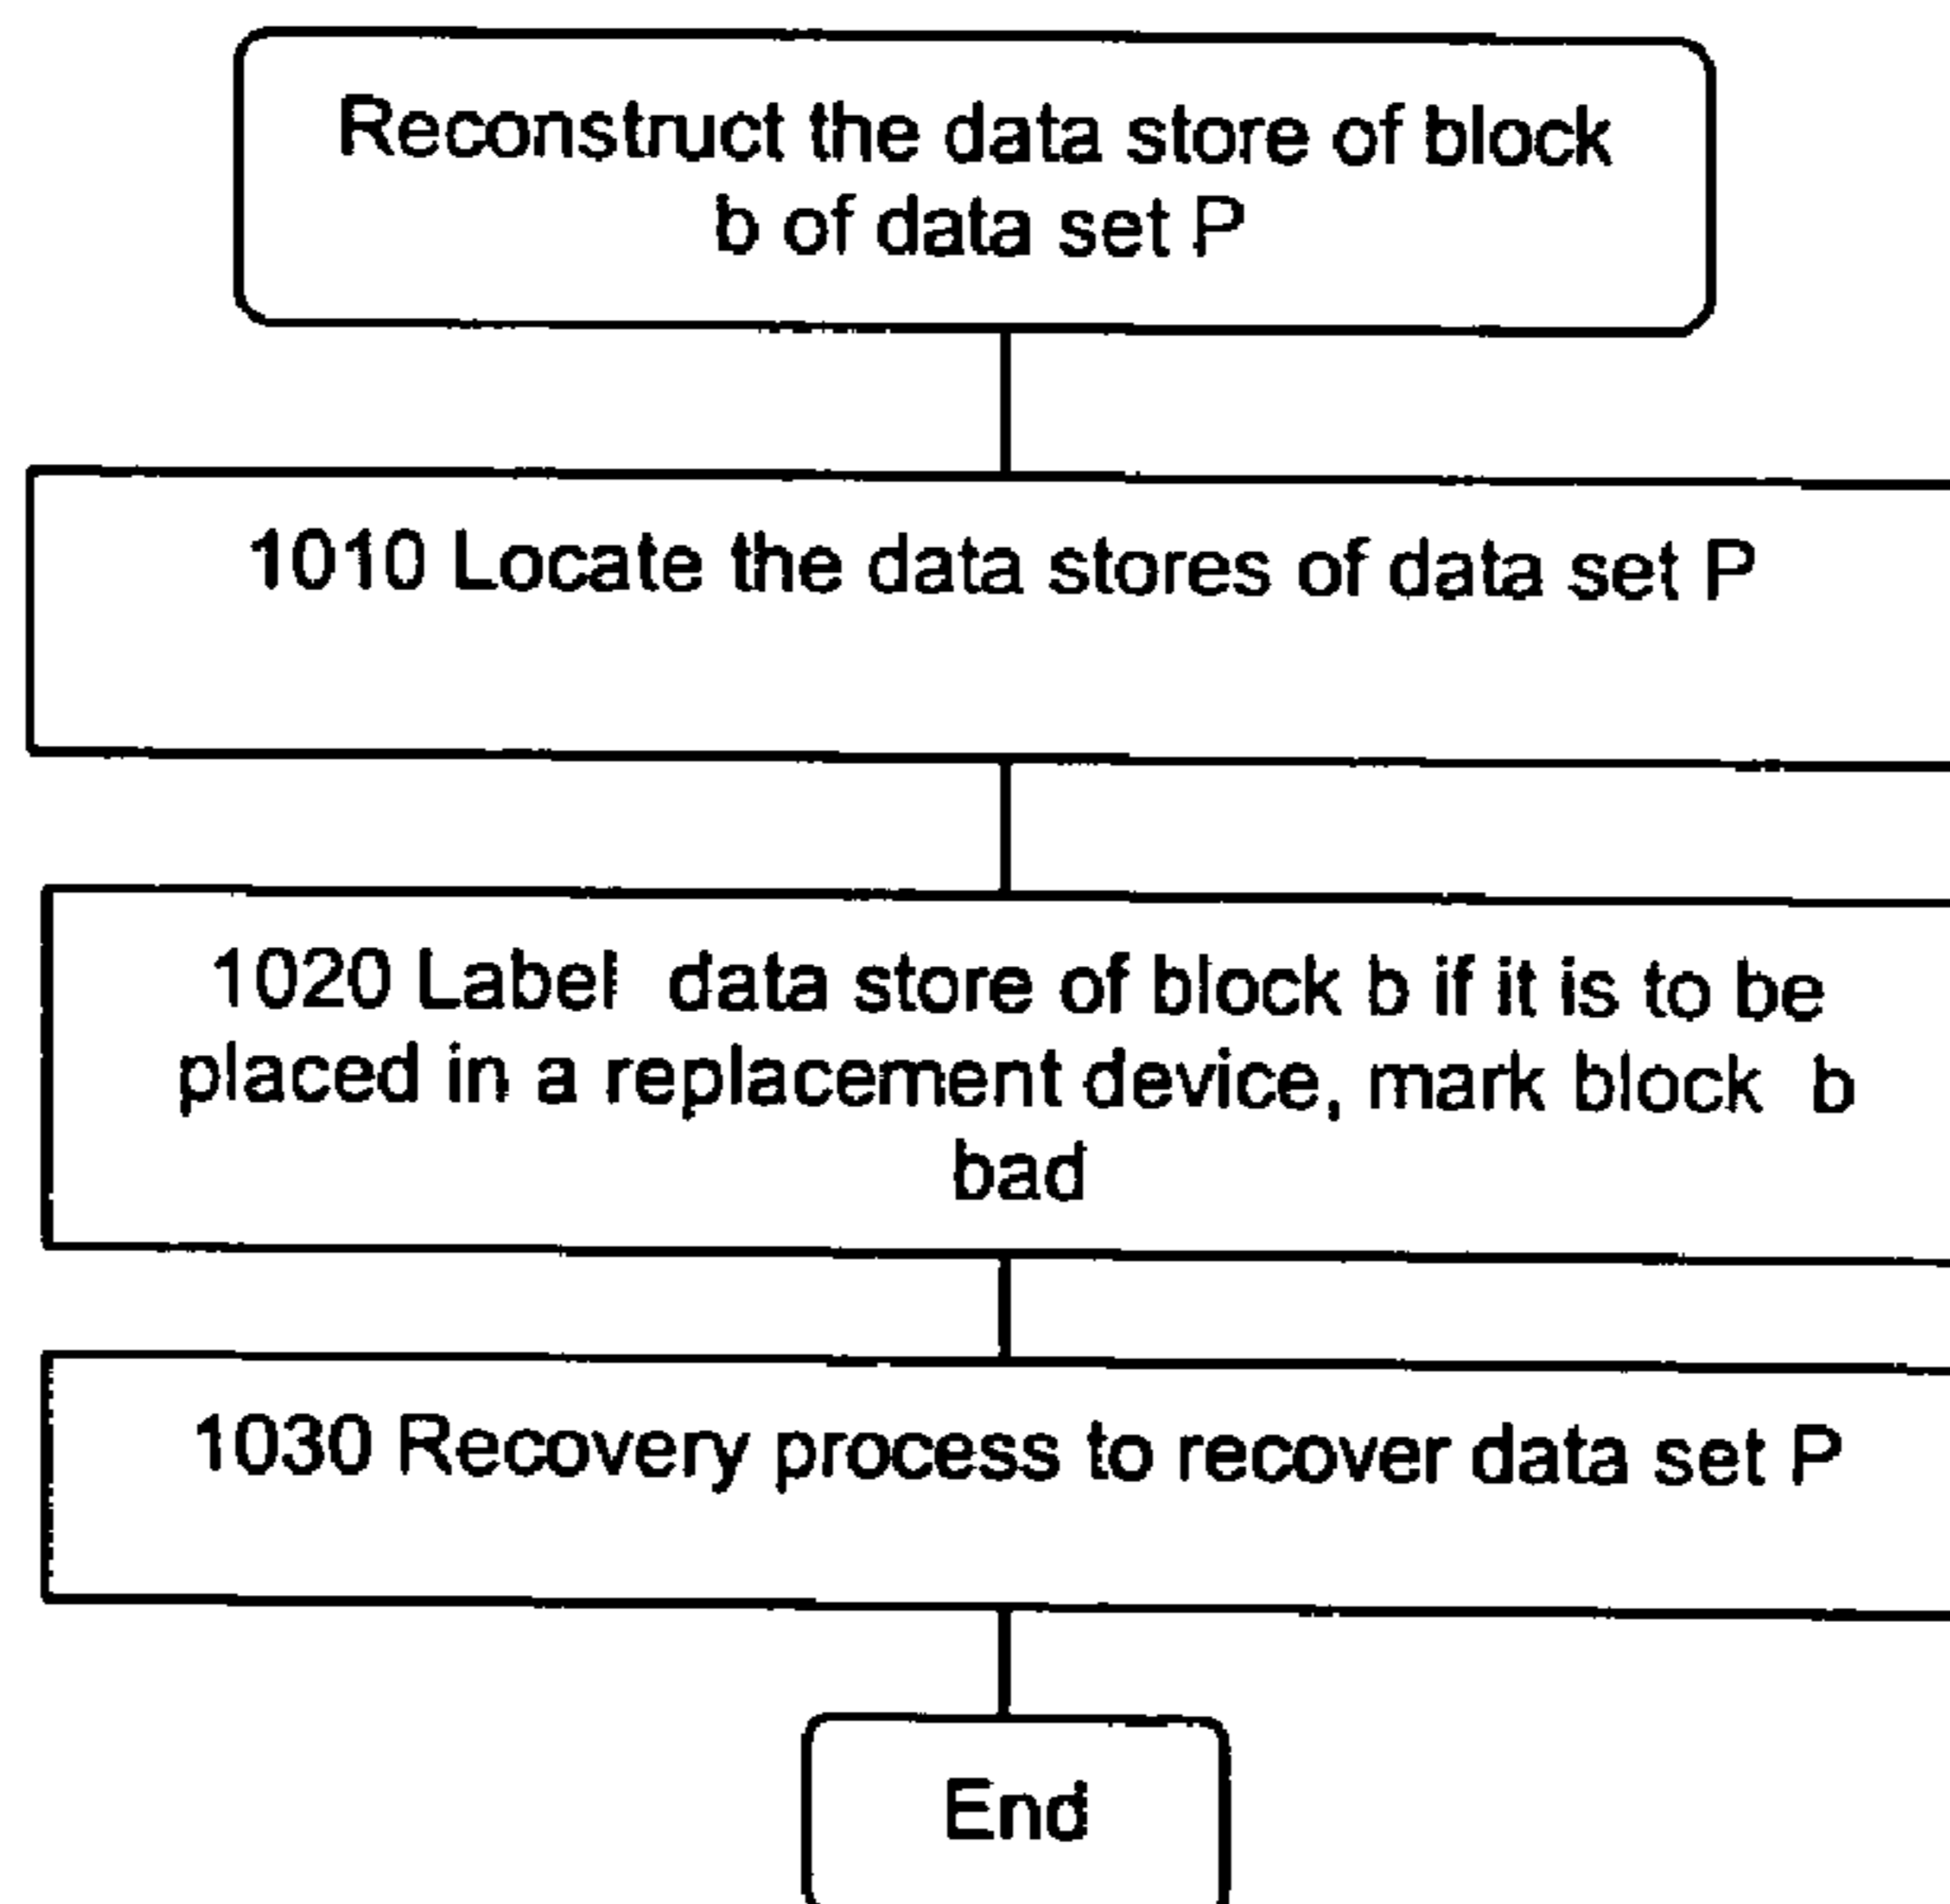 Reconstruct the data store of block
b of data set P
1010 Locate the data stores of data set P
1020 Label data store of block b if it is to be
placed in a replacement device, mark block b
bad
1030 Recovery process to recover data set P
End